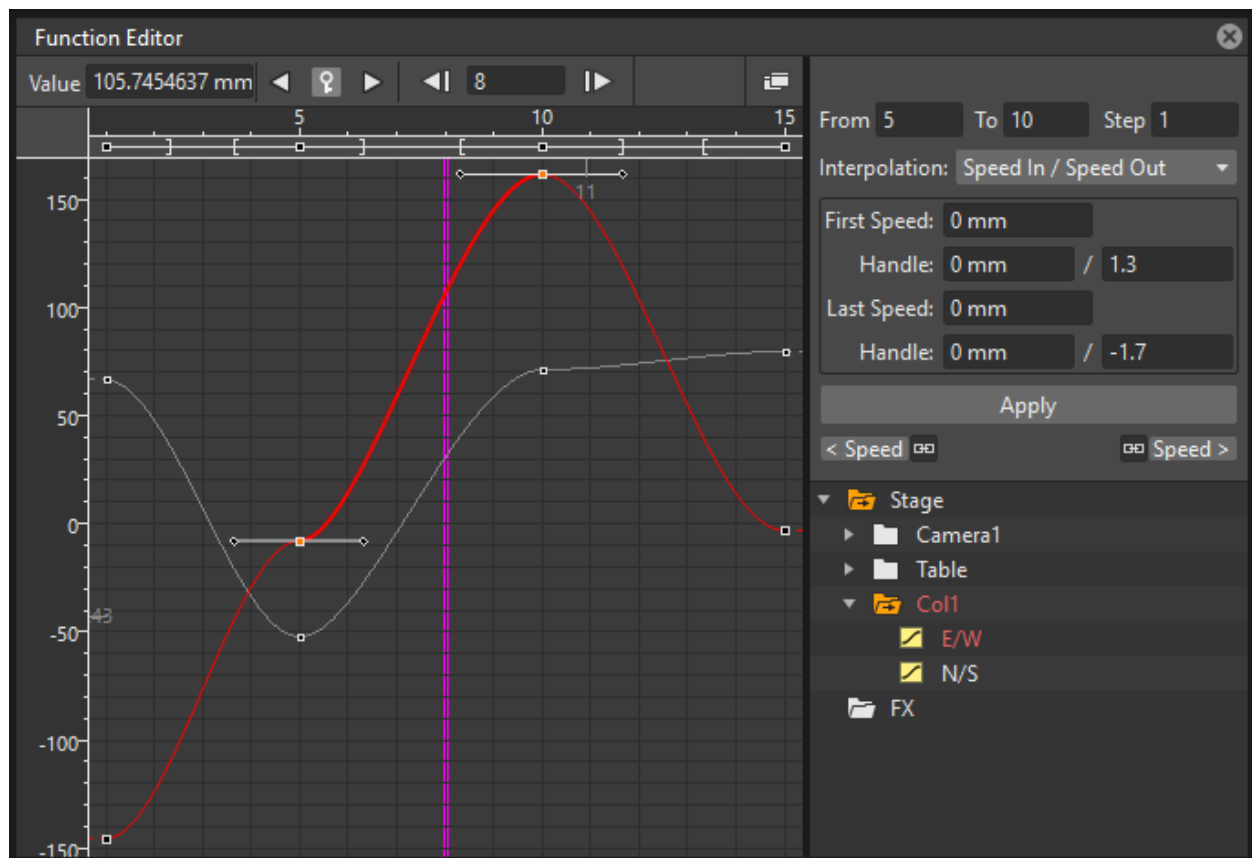 Function Editor
Value 105.7454637 mm 8
5 10 15
11
150
100
50
0
43
-50
-100
-150
From 5 To 10 Step 1
Interpolation: Speed In / Speed Out
First Speed: 0 mm
Handle: 0 mm / 1.3
Last Speed: 0 mm
Handle: 0 mm / -1.7
Apply
< Speed Speed >
Stage
Camera1
Table
Col1
E/W
N/S
FX